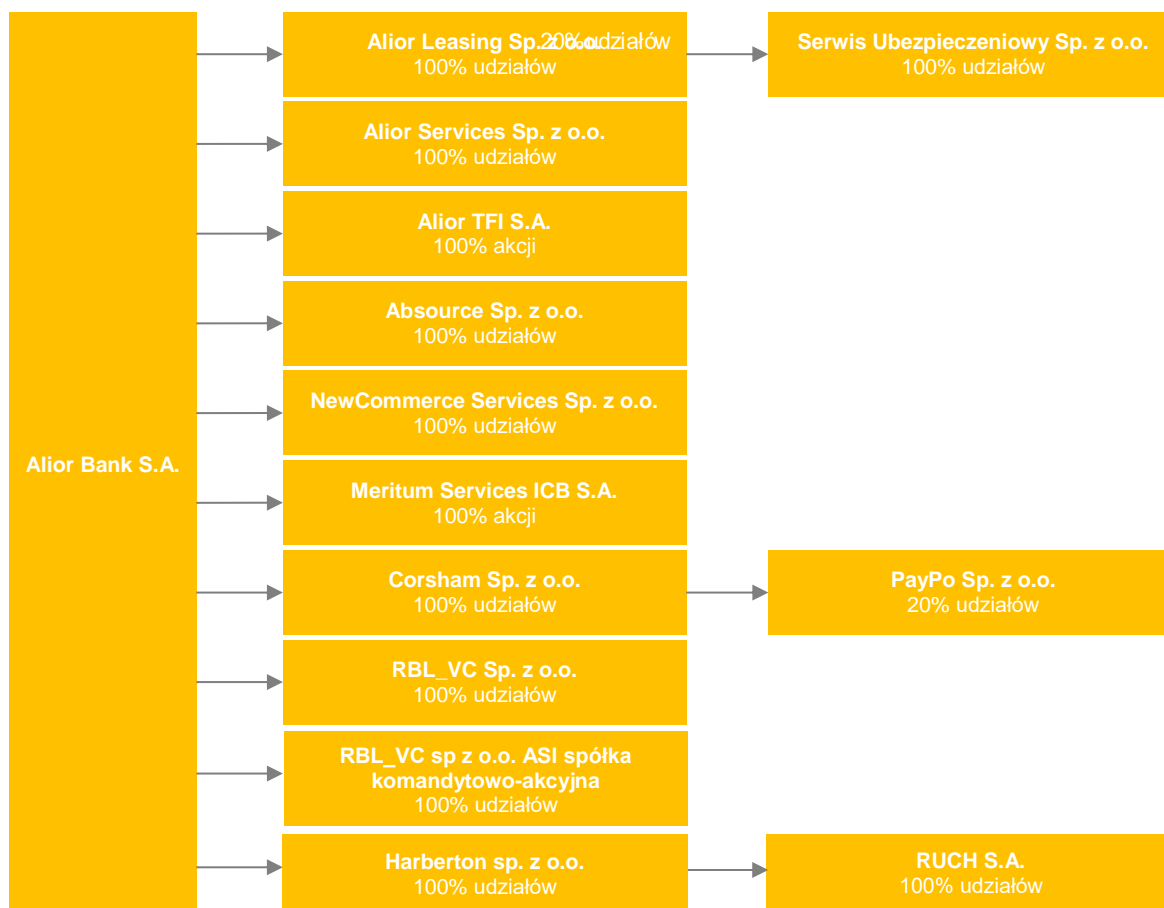 Alior Bank S.A.
Alior Leasing Sp. z o.o.
20% udziałów
100% udziałów
Serwis Ubezpieczeniowy Sp. z o.o.
100% udziałów
Alior Services Sp. z o.o.
100% udziałów
Alior TFI S.A.
100% akcji
Absource Sp. z o.o.
100% udziałów
NewCommerce Services Sp. z o.o.
100% udziałów
Meritum Services ICB S.A.
100% akcji
Corsham Sp. z o.o.
100% udziałów
PayPo Sp. z o.o.
20% udziałów
RBL_VC Sp. z o.o.
100% udziałów
RBL_VC sp z o.o. ASI spółka
komandytowo-akcyjna
100% udziałów
Harberton sp. z o.o.
100% udziałów
RUCH S.A.
100% udziałów